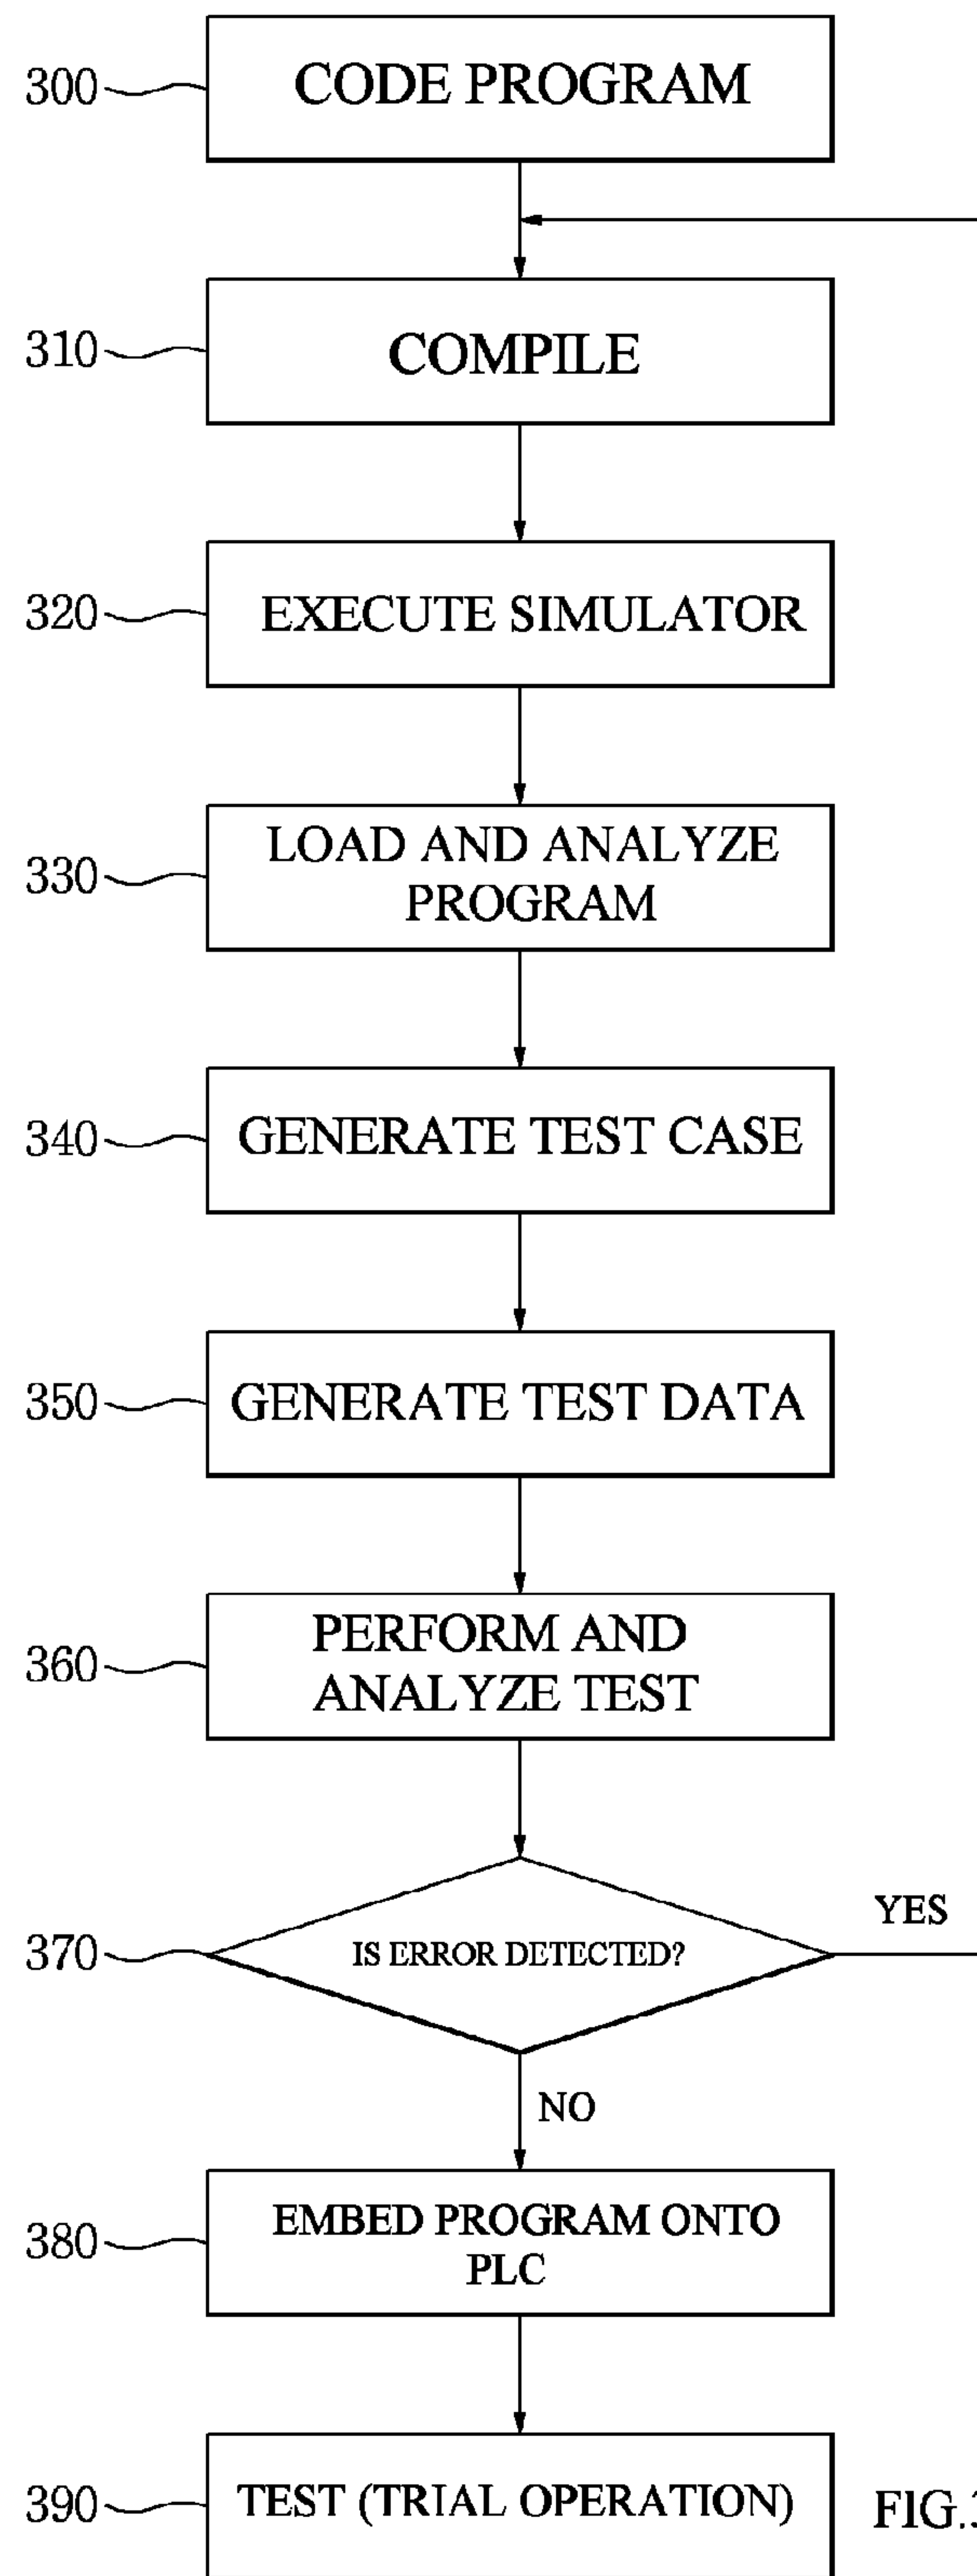 300
CODE PROGRAM
310
COMPILE
320
EXECUTE SIMULATOR
330
LOAD AND ANALYZE
PROGRAM
340
GENERATE TEST CASE
350
GENERATE TEST DATA
360
PERFORM AND
ANALYZE TEST
370
IS ERROR DETECTED?
YES
NO
380
EMBED PROGRAM ONTO
PLC
390
TEST (TRIAL OPERATION)
FIG.3